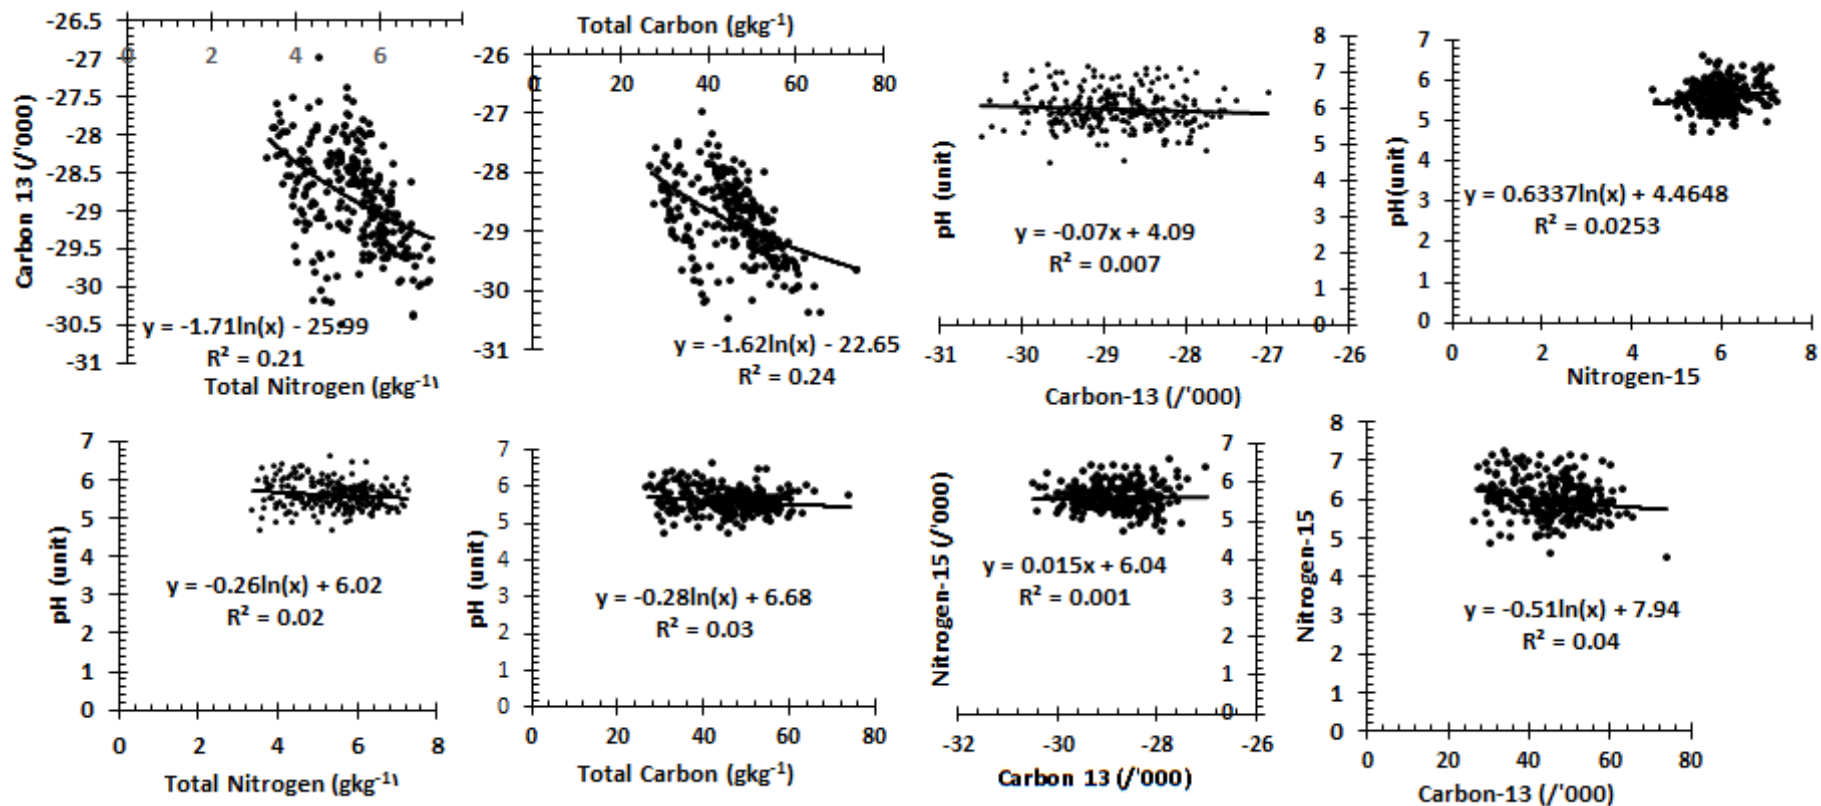 Total Carbon (gkg⁻¹)
-26.5
-27
-27.5
-28
-28.5
-29
-29.5
-30
-30.5
-31
0 2 4 6
Carbon 13 (/'000)
y = -1.71ln(x) - 25.99
R² = 0.21
Total Nitrogen (gkg⁻¹)
-26
-27
-28
-29
-30
-31
0 20 40 60 80
y = -1.62ln(x) - 22.65
R² = 0.24
8
7
6
5
4
3
2
1
0
pH (unit)
y = -0.07x + 4.09
R² = 0.007
-31 -30 -29 -28 -27 -26
Carbon-13 (/'000)
7
6
5
4
3
2
1
0
pH(unit)
y = 0.6337ln(x) + 4.4648
R² = 0.0253
0 2 4 6 8
Nitrogen-15
7
6
5
4
3
2
1
0
pH (unit)
y = -0.26ln(x) + 6.02
R² = 0.02
0 2 4 6 8
Total Nitrogen (gkg⁻¹)
7
6
5
4
3
2
1
0
pH (unit)
y = -0.28ln(x) + 6.68
R² = 0.03
0 20 40 60 80
Total Carbon (gkg⁻¹)
7
6
5
4
3
2
1
0
Nitrogen-15 (/'000)
y = 0.015x + 6.04
R² = 0.001
-32 -30 -28 -26
Carbon 13 (/'000)
8
7
6
5
4
3
2
1
0
Nitrogen-15
y = -0.51ln(x) + 7.94
R² = 0.04
0 20 40 60 80
Carbon-13 (/'000)